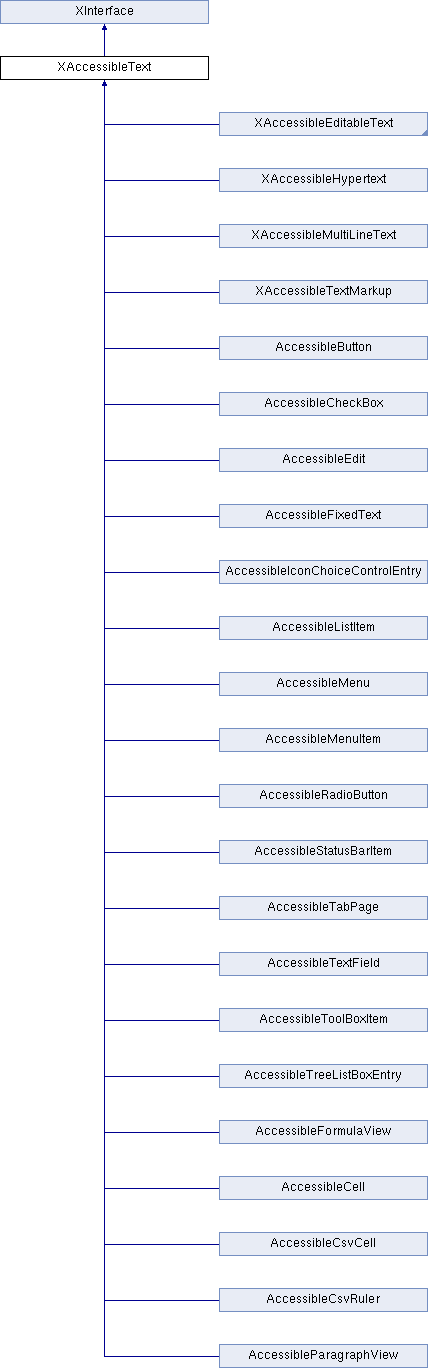 XInterface
XAccessibleText
XAccessibleEditableText
XAccessibleHypertext
XAccessibleMultiLineText
XAccessibleTextMarkup
AccessibleButton
AccessibleCheckBox
AccessibleEdit
AccessibleFixedText
AccessibleIconChoiceControlEntry
AccessibleListItem
AccessibleMenu
AccessibleMenuItem
AccessibleRadioButton
AccessibleStatusBarItem
AccessibleTabPage
AccessibleTextField
AccessibleToolBoxItem
AccessibleTreeListBoxEntry
AccessibleFormulaView
AccessibleCell
AccessibleCsvCell
AccessibleCsvRuler
AccessibleParagraphView